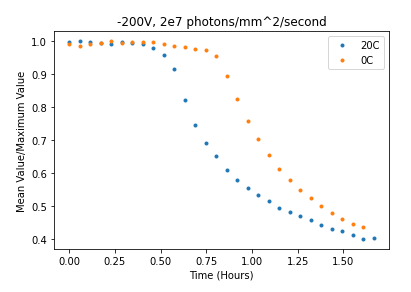 -200V, 2e7 photons/mm^2/second
1.0
0.9
0.8
0.7
0.6
0.5
0.4
Mean Value/Maximum Value
20C
0C
0.00 0.25 0.50 0.75 1.00 1.25 1.50
Time (Hours)